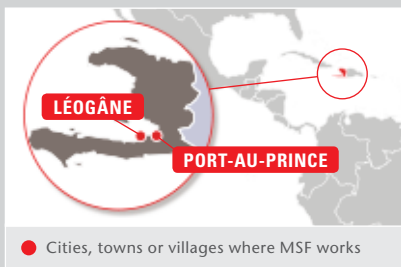 LÉOGÂNE
PORT-AU-PRINCE
Cities, towns or villages where MSF works